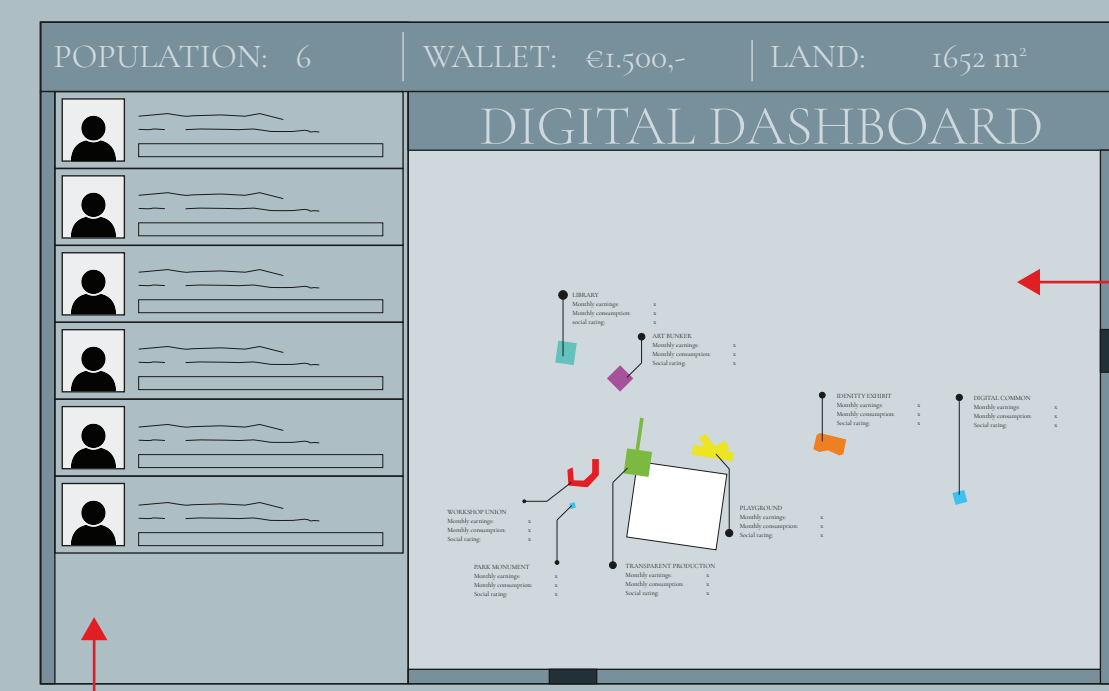 POPULATION: 6
WALLET: €1.500,-
LAND: 1652 m²
DIGITAL DASHBOARD
LIBRARY
Monthly earnings: x
Monthly consumption: x
social rating: x
ART BUNKER
Monthly earnings: x
Monthly consumption: x
Social rating: x
IDENTITY EXHIBIT
Monthly earnings: x
Monthly consumption: x
Social rating: x
DIGITAL COMMON
Monthly earnings: x
Monthly consumption: x
Social rating: x
WORKSHOP UNION
Monthly earnings: x
Monthly consumption: x
Social rating: x
PLAYGROUND
Monthly earnings: x
Monthly consumption: x
Social rating: x
PARK MONUMENT
Monthly earnings: x
Monthly consumption: x
Social rating: x
TRANSPARENT PRODUCTION
Monthly earnings: x
Monthly consumption: x
Social rating: x